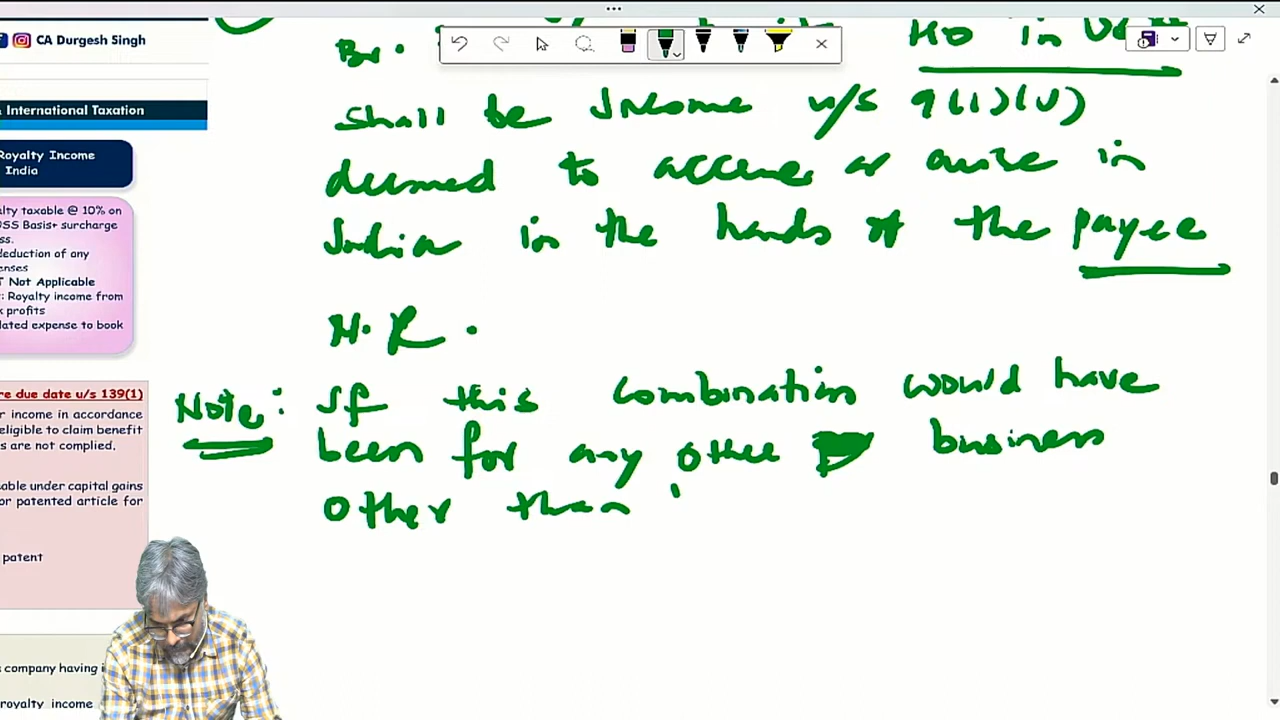 CA Durgesh Singh
International Taxation
Royalty Income
India
lty taxable @ 10% on
OSS Basis+ surcharge
ss.
deduction of any
enses
T Not Applicable
: Royalty income from
x profits
lated expense to book
re due date u/s 139(1)
r income in accordance
eligible to claim benefit
s are not complied.
able under capital gains
or patented article for
patent
a company having i
royalty income
Br.
HO in
shall be Income u/s 9(1)(v)
deemed to accrue or arise in
India in the hands of the payee
H.R.
Note: If this combination would have
been for any other business
other than '